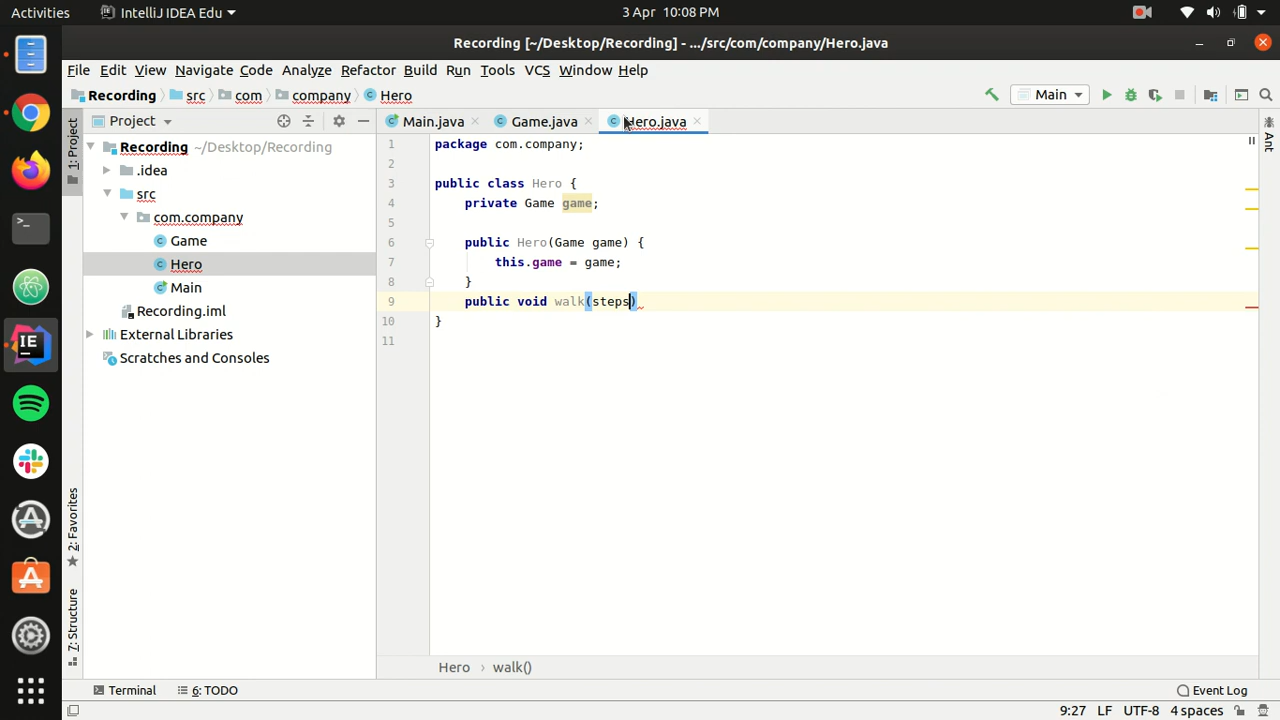 Activities IntelliJ IDEA Edu 3 Apr 10:08 PM
Recording [~/Desktop/Recording] - .../src/com/company/Hero.java
File Edit View Navigate Code Analyze Refactor Build Run Tools VCS Window Help
Recording src com company Hero Main
Project Main.java Game.java Hero.java
1: Project
Ant
Recording ~/Desktop/Recording
.idea
src
com.company
Game
Hero
Main
Recording.iml
External Libraries
Scratches and Consoles
1 package com.company;
2
3 public class Hero {
4 private Game game;
5
6 public Hero(Game game) {
7 this.game = game;
8 }
9 public void walk(steps)
10 }
11
2: Favorites
7: Structure
Hero › walk()
Terminal 6: TODO Event Log
9:27 LF UTF-8 4 spaces